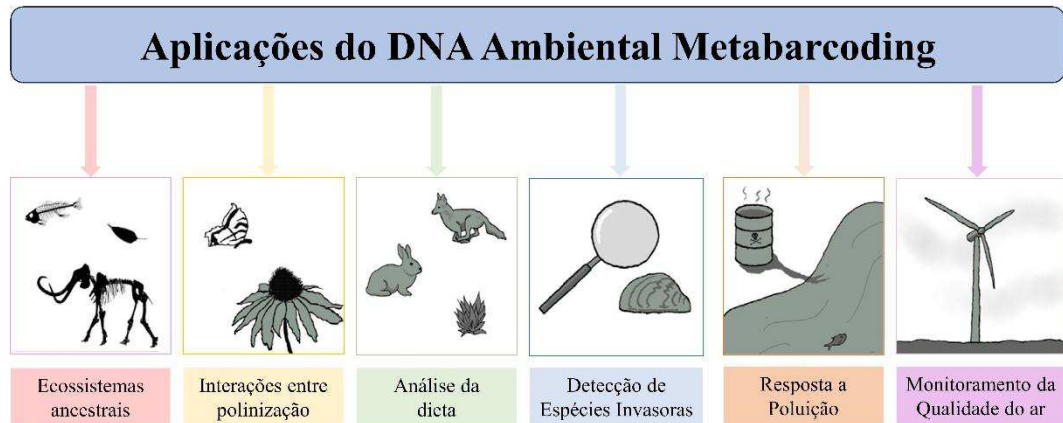 Aplicações do DNA Ambiental Metabarcoding
Ecossistemas
ancestrais
Interações entre
polinização
Análise da
dieta
Detecção de
Espécies Invasoras
Resposta a
Poluição
Monitoramento da
Qualidade do ar